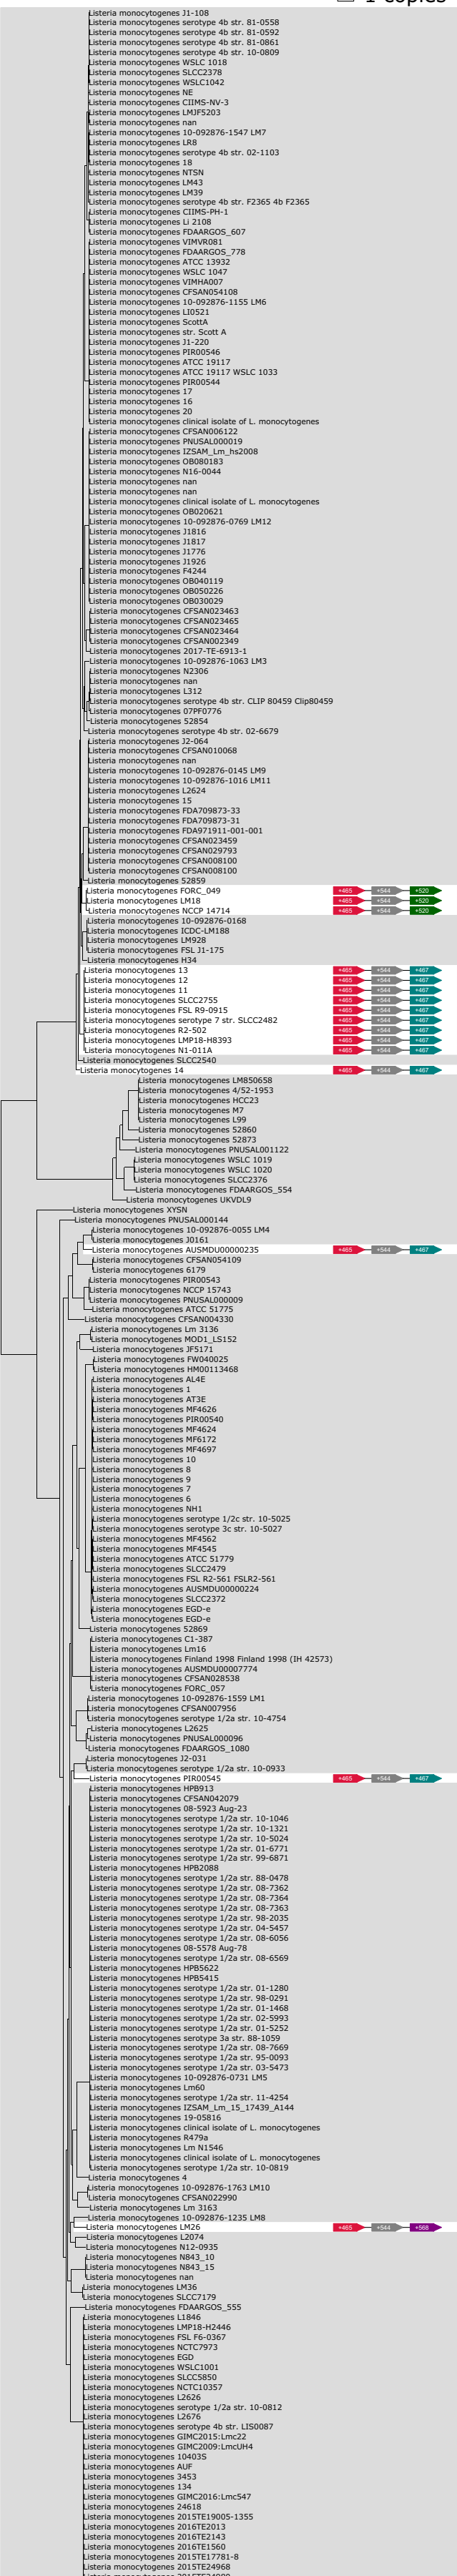 1 copies
Listeria monocytogenes J1-108
Listeria monocytogenes serotype 4b str. 81-0558
Listeria monocytogenes serotype 4b str. 81-0592
Listeria monocytogenes serotype 4b str. 81-0861
Listeria monocytogenes serotype 4b str. 10-0809
Listeria monocytogenes WSLC 1018
Listeria monocytogenes SLCC2378
Listeria monocytogenes WSLC1042
Listeria monocytogenes NE
Listeria monocytogenes CIIMS-NV-3
Listeria monocytogenes LMJF5203
Listeria monocytogenes nan
Listeria monocytogenes 10-092876-1547 LM7
Listeria monocytogenes LR8
Listeria monocytogenes serotype 4b str. 02-1103
Listeria monocytogenes 18
Listeria monocytogenes NTSN
Listeria monocytogenes LM43
Listeria monocytogenes LM39
Listeria monocytogenes serotype 4b str. F2365 4b F2365
Listeria monocytogenes CIIMS-PH-1
Listeria monocytogenes Li 2108
Listeria monocytogenes FDAARGOS_607
Listeria monocytogenes VIMVR081
Listeria monocytogenes FDAARGOS_778
Listeria monocytogenes ATCC 13932
Listeria monocytogenes WSLC 1047
Listeria monocytogenes VIMHA007
Listeria monocytogenes CFSAN054108
Listeria monocytogenes 10-092876-1155 LM6
Listeria monocytogenes LI0521
Listeria monocytogenes ScottA
Listeria monocytogenes str. Scott A
Listeria monocytogenes J1-220
Listeria monocytogenes PIR00546
Listeria monocytogenes ATCC 19117
Listeria monocytogenes ATCC 19117 WSLC 1033
Listeria monocytogenes PIR00544
Listeria monocytogenes 17
Listeria monocytogenes 16
Listeria monocytogenes 20
Listeria monocytogenes clinical isolate of L. monocytogenes
Listeria monocytogenes CFSAN006122
Listeria monocytogenes PNUSAL000019
Listeria monocytogenes IZSAM_Lm_hs2008
Listeria monocytogenes OB080183
Listeria monocytogenes N16-0044
Listeria monocytogenes nan
Listeria monocytogenes nan
Listeria monocytogenes clinical isolate of L. monocytogenes
Listeria monocytogenes OB020621
Listeria monocytogenes 10-092876-0769 LM12
Listeria monocytogenes J1816
Listeria monocytogenes J1817
Listeria monocytogenes J1776
Listeria monocytogenes J1926
Listeria monocytogenes F4244
Listeria monocytogenes OB040119
Listeria monocytogenes OB050226
Listeria monocytogenes OB030029
Listeria monocytogenes CFSAN023463
Listeria monocytogenes CFSAN023465
Listeria monocytogenes CFSAN023464
Listeria monocytogenes CFSAN002349
Listeria monocytogenes 2017-TE-6913-1
Listeria monocytogenes 10-092876-1063 LM3
Listeria monocytogenes N2306
Listeria monocytogenes nan
Listeria monocytogenes L312
Listeria monocytogenes serotype 4b str. CLIP 80459 Clip80459
Listeria monocytogenes 07PF0776
Listeria monocytogenes 52854
Listeria monocytogenes serotype 4b str. 02-6679
Listeria monocytogenes J2-064
Listeria monocytogenes CFSAN010068
Listeria monocytogenes nan
Listeria monocytogenes 10-092876-0145 LM9
Listeria monocytogenes 10-092876-1016 LM11
Listeria monocytogenes L2624
Listeria monocytogenes 15
Listeria monocytogenes FDA709873-33
Listeria monocytogenes FDA709873-31
Listeria monocytogenes FDA971911-001-001
Listeria monocytogenes CFSAN023459
Listeria monocytogenes CFSAN029793
Listeria monocytogenes CFSAN008100
Listeria monocytogenes CFSAN008100
Listeria monocytogenes 52859
Listeria monocytogenes FORC_049 +465 +544 +520
Listeria monocytogenes LM18 +465 +544 +520
Listeria monocytogenes NCCP 14714 +465 +544 +520
Listeria monocytogenes 10-092876-0168
Listeria monocytogenes ICDC-LM188
Listeria monocytogenes LM928
Listeria monocytogenes FSL J1-175
Listeria monocytogenes H34
Listeria monocytogenes 13 +465 +544 +467
Listeria monocytogenes 12 +465 +544 +467
Listeria monocytogenes 11 +465 +544 +467
Listeria monocytogenes SLCC2755 +465 +544 +467
Listeria monocytogenes FSL R9-0915 +465 +544 +467
Listeria monocytogenes serotype 7 str. SLCC2482 +465 +544 +467
Listeria monocytogenes R2-502 +465 +544 +467
Listeria monocytogenes LMP18-H8393 +465 +544 +467
Listeria monocytogenes N1-011A +465 +544 +467
Listeria monocytogenes SLCC2540
Listeria monocytogenes 14 +465 +544 +467
Listeria monocytogenes LM850658
Listeria monocytogenes 4/52-1953
Listeria monocytogenes HCC23
Listeria monocytogenes M7
Listeria monocytogenes L99
Listeria monocytogenes 52860
Listeria monocytogenes 52873
Listeria monocytogenes PNUSAL001122
Listeria monocytogenes WSLC 1019
Listeria monocytogenes WSLC 1020
Listeria monocytogenes SLCC2376
Listeria monocytogenes FDAARGOS_554
Listeria monocytogenes UKVDL9
Listeria monocytogenes XYSN
Listeria monocytogenes PNUSAL000144
Listeria monocytogenes 10-092876-0055 LM4
Listeria monocytogenes J0161
Listeria monocytogenes AUSMDU00000235 +465 +544 +467
Listeria monocytogenes CFSAN054109
Listeria monocytogenes 6179
Listeria monocytogenes PIR00543
Listeria monocytogenes NCCP 15743
Listeria monocytogenes PNUSAL000009
Listeria monocytogenes ATCC 51775
Listeria monocytogenes CFSAN004330
Listeria monocytogenes Lm 3136
Listeria monocytogenes MOD1_LS152
Listeria monocytogenes JF5171
Listeria monocytogenes FW040025
Listeria monocytogenes HM00113468
Listeria monocytogenes AL4E
Listeria monocytogenes 1
Listeria monocytogenes AT3E
Listeria monocytogenes MF4626
Listeria monocytogenes PIR00540
Listeria monocytogenes MF4624
Listeria monocytogenes MF6172
Listeria monocytogenes MF4697
Listeria monocytogenes 10
Listeria monocytogenes 8
Listeria monocytogenes 9
Listeria monocytogenes 7
Listeria monocytogenes 6
Listeria monocytogenes NH1
Listeria monocytogenes serotype 1/2c str. 10-5025
Listeria monocytogenes serotype 3c str. 10-5027
Listeria monocytogenes MF4562
Listeria monocytogenes MF4545
Listeria monocytogenes ATCC 51779
Listeria monocytogenes SLCC2479
Listeria monocytogenes FSL R2-561 FSLR2-561
Listeria monocytogenes AUSMDU00000224
Listeria monocytogenes SLCC2372
Listeria monocytogenes EGD-e
Listeria monocytogenes EGD-e
Listeria monocytogenes 52869
Listeria monocytogenes C1-387
Listeria monocytogenes Lm16
Listeria monocytogenes Finland 1998 Finland 1998 (IH 42573)
Listeria monocytogenes AUSMDU00007774
Listeria monocytogenes CFSAN028538
Listeria monocytogenes FORC_057
Listeria monocytogenes 10-092876-1559 LM1
Listeria monocytogenes CFSAN007956
Listeria monocytogenes serotype 1/2a str. 10-4754
Listeria monocytogenes L2625
Listeria monocytogenes PNUSAL000096
Listeria monocytogenes FDAARGOS_1080
Listeria monocytogenes J2-031
Listeria monocytogenes serotype 1/2a str. 10-0933
Listeria monocytogenes PIR00545 +465 +544 +467
Listeria monocytogenes HPB913
Listeria monocytogenes CFSAN042079
Listeria monocytogenes 08-5923 Aug-23
Listeria monocytogenes serotype 1/2a str. 10-1046
Listeria monocytogenes serotype 1/2a str. 10-1321
Listeria monocytogenes serotype 1/2a str. 10-5024
Listeria monocytogenes serotype 1/2a str. 01-6771
Listeria monocytogenes serotype 1/2a str. 99-6871
Listeria monocytogenes HPB2088
Listeria monocytogenes serotype 1/2a str. 88-0478
Listeria monocytogenes serotype 1/2a str. 08-7362
Listeria monocytogenes serotype 1/2a str. 08-7364
Listeria monocytogenes serotype 1/2a str. 08-7363
Listeria monocytogenes serotype 1/2a str. 98-2035
Listeria monocytogenes serotype 1/2a str. 04-5457
Listeria monocytogenes serotype 1/2a str. 08-6056
Listeria monocytogenes 08-5578 Aug-78
Listeria monocytogenes serotype 1/2a str. 08-6569
Listeria monocytogenes HPB5622
Listeria monocytogenes HPB5415
Listeria monocytogenes serotype 1/2a str. 01-1280
Listeria monocytogenes serotype 1/2a str. 98-0291
Listeria monocytogenes serotype 1/2a str. 01-1468
Listeria monocytogenes serotype 1/2a str. 02-5993
Listeria monocytogenes serotype 1/2a str. 01-5252
Listeria monocytogenes serotype 3a str. 88-1059
Listeria monocytogenes serotype 1/2a str. 08-7669
Listeria monocytogenes serotype 1/2a str. 95-0093
Listeria monocytogenes serotype 1/2a str. 03-5473
Listeria monocytogenes 10-092876-0731 LM5
Listeria monocytogenes Lm60
Listeria monocytogenes serotype 1/2a str. 11-4254
Listeria monocytogenes IZSAM_Lm_15_17439_A144
Listeria monocytogenes 19-05816
Listeria monocytogenes clinical isolate of L. monocytogenes
Listeria monocytogenes R479a
Listeria monocytogenes Lm N1546
Listeria monocytogenes clinical isolate of L. monocytogenes
Listeria monocytogenes serotype 1/2a str. 10-0819
Listeria monocytogenes 4
Listeria monocytogenes 10-092876-1763 LM10
Listeria monocytogenes CFSAN022990
Listeria monocytogenes Lm 3163
Listeria monocytogenes 10-092876-1235 LM8
Listeria monocytogenes LM26 +465 +544 +568
Listeria monocytogenes L2074
Listeria monocytogenes N12-0935
Listeria monocytogenes N843_10
Listeria monocytogenes N843_15
Listeria monocytogenes nan
Listeria monocytogenes LM36
Listeria monocytogenes SLCC7179
Listeria monocytogenes FDAARGOS_555
Listeria monocytogenes L1846
Listeria monocytogenes LMP18-H2446
Listeria monocytogenes FSL F6-0367
Listeria monocytogenes NCTC7973
Listeria monocytogenes EGD
Listeria monocytogenes WSLC1001
Listeria monocytogenes SLCC5850
Listeria monocytogenes NCTC10357
Listeria monocytogenes L2626
Listeria monocytogenes serotype 1/2a str. 10-0812
Listeria monocytogenes L2676
Listeria monocytogenes serotype 4b str. LIS0087
Listeria monocytogenes GIMC2015:Lmc22
Listeria monocytogenes GIMC2009:LmcUH4
Listeria monocytogenes 10403S
Listeria monocytogenes AUF
Listeria monocytogenes 3453
Listeria monocytogenes 134
Listeria monocytogenes GIMC2016:Lmc547
Listeria monocytogenes 24618
Listeria monocytogenes 2015TE19005-1355
Listeria monocytogenes 2016TE2013
Listeria monocytogenes 2016TE2143
Listeria monocytogenes 2016TE1560
Listeria monocytogenes 2015TE17781-8
Listeria monocytogenes 2015TE24968